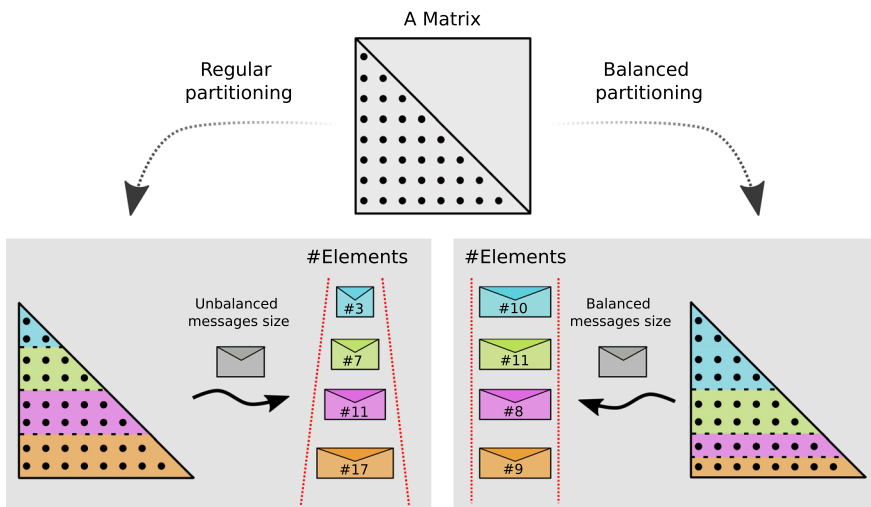 A Matrix
Regular
partitioning
Balanced
partitioning
#Elements
Unbalanced
messages size
#3
#7
#11
#17
#Elements
#10
#11
#8
#9
Balanced
messages size